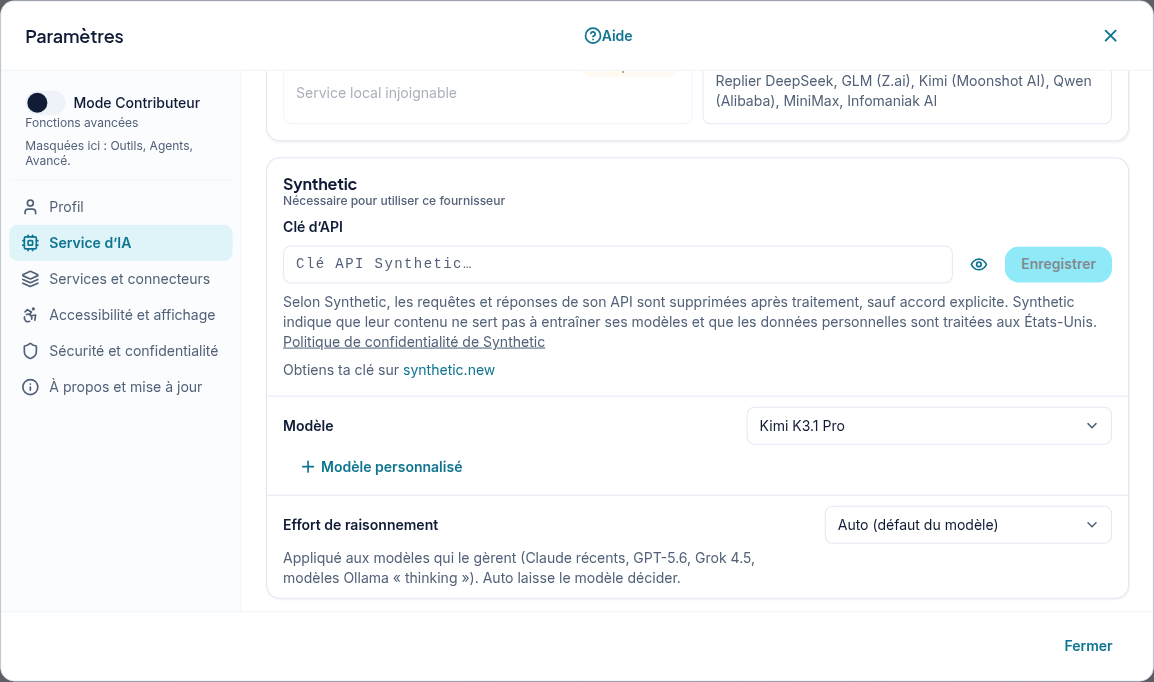 Paramètres
Aide
Mode Contributeur
Fonctions avancées
Masquées ici : Outils, Agents,
Avancé.
Profil
Service d’IA
Services et connecteurs
Accessibilité et affichage
Sécurité et confidentialité
À propos et mise à jour
Service local injoignable
Replier DeepSeek, GLM (Z.ai), Kimi (Moonshot AI), Qwen
(Alibaba), MiniMax, Infomaniak AI
Synthetic
Nécessaire pour utiliser ce fournisseur
Clé d’API
Clé API Synthetic…
Enregistrer
Selon Synthetic, les requêtes et réponses de son API sont supprimées après traitement, sauf accord explicite. Synthetic
indique que leur contenu ne sert pas à entraîner ses modèles et que les données personnelles sont traitées aux États-Unis.
Politique de confidentialité de Synthetic
Obtiens ta clé sur synthetic.new
Modèle
Kimi K3.1 Pro
Modèle personnalisé
Effort de raisonnement
Auto (défaut du modèle)
Appliqué aux modèles qui le gèrent (Claude récents, GPT-5.6, Grok 4.5,
modèles Ollama « thinking »). Auto laisse le modèle décider.
Fermer